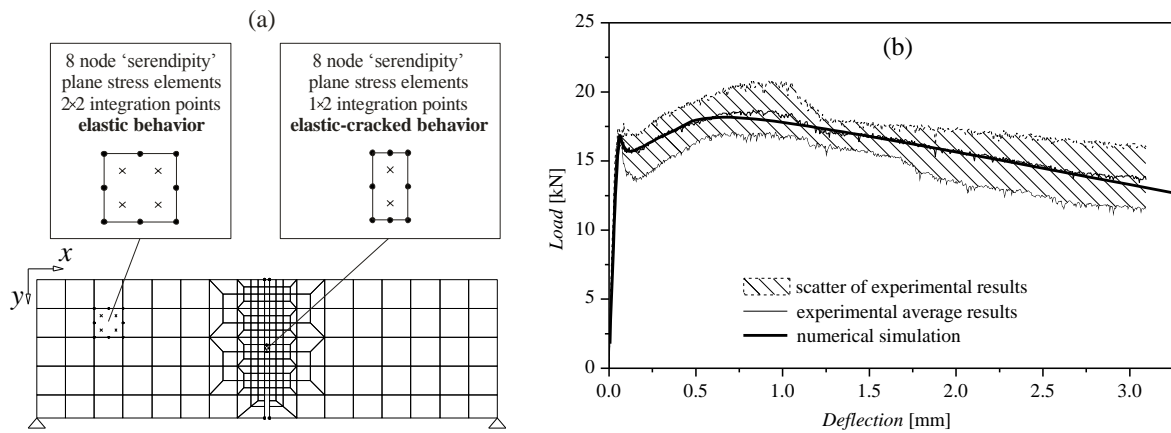 (a)
8 node ‘serendipity’
plane stress elements
2×2 integration points
elastic behavior
8 node ‘serendipity’
plane stress elements
1×2 integration points
elastic-cracked behavior
x
y
(b)
25
20
15
10
5
0
Load [kN]
scatter of experimental results
experimental average results
numerical simulation
0.0 0.5 1.0 1.5 2.0 2.5 3.0
Deflection [mm]